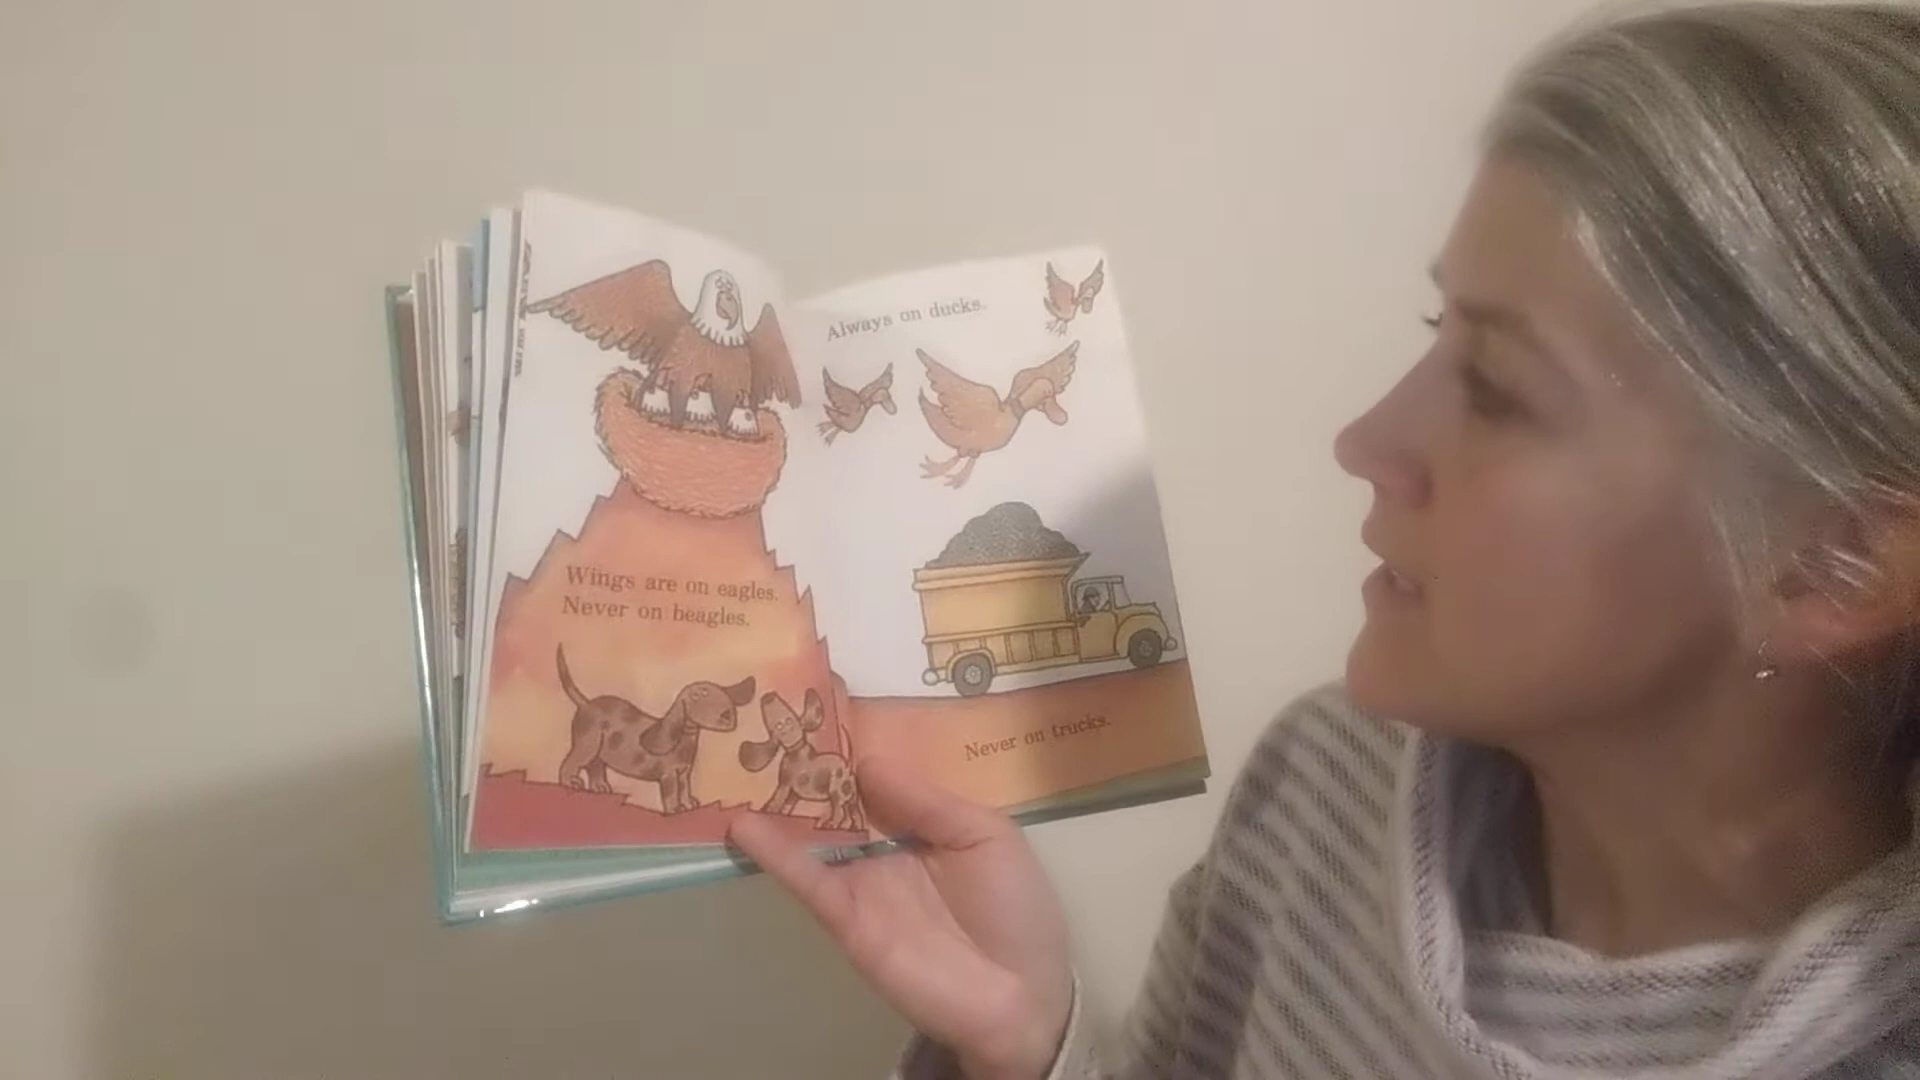 Wings are on eagles.
Never on beagles.
Always on ducks.
Never on trucks.